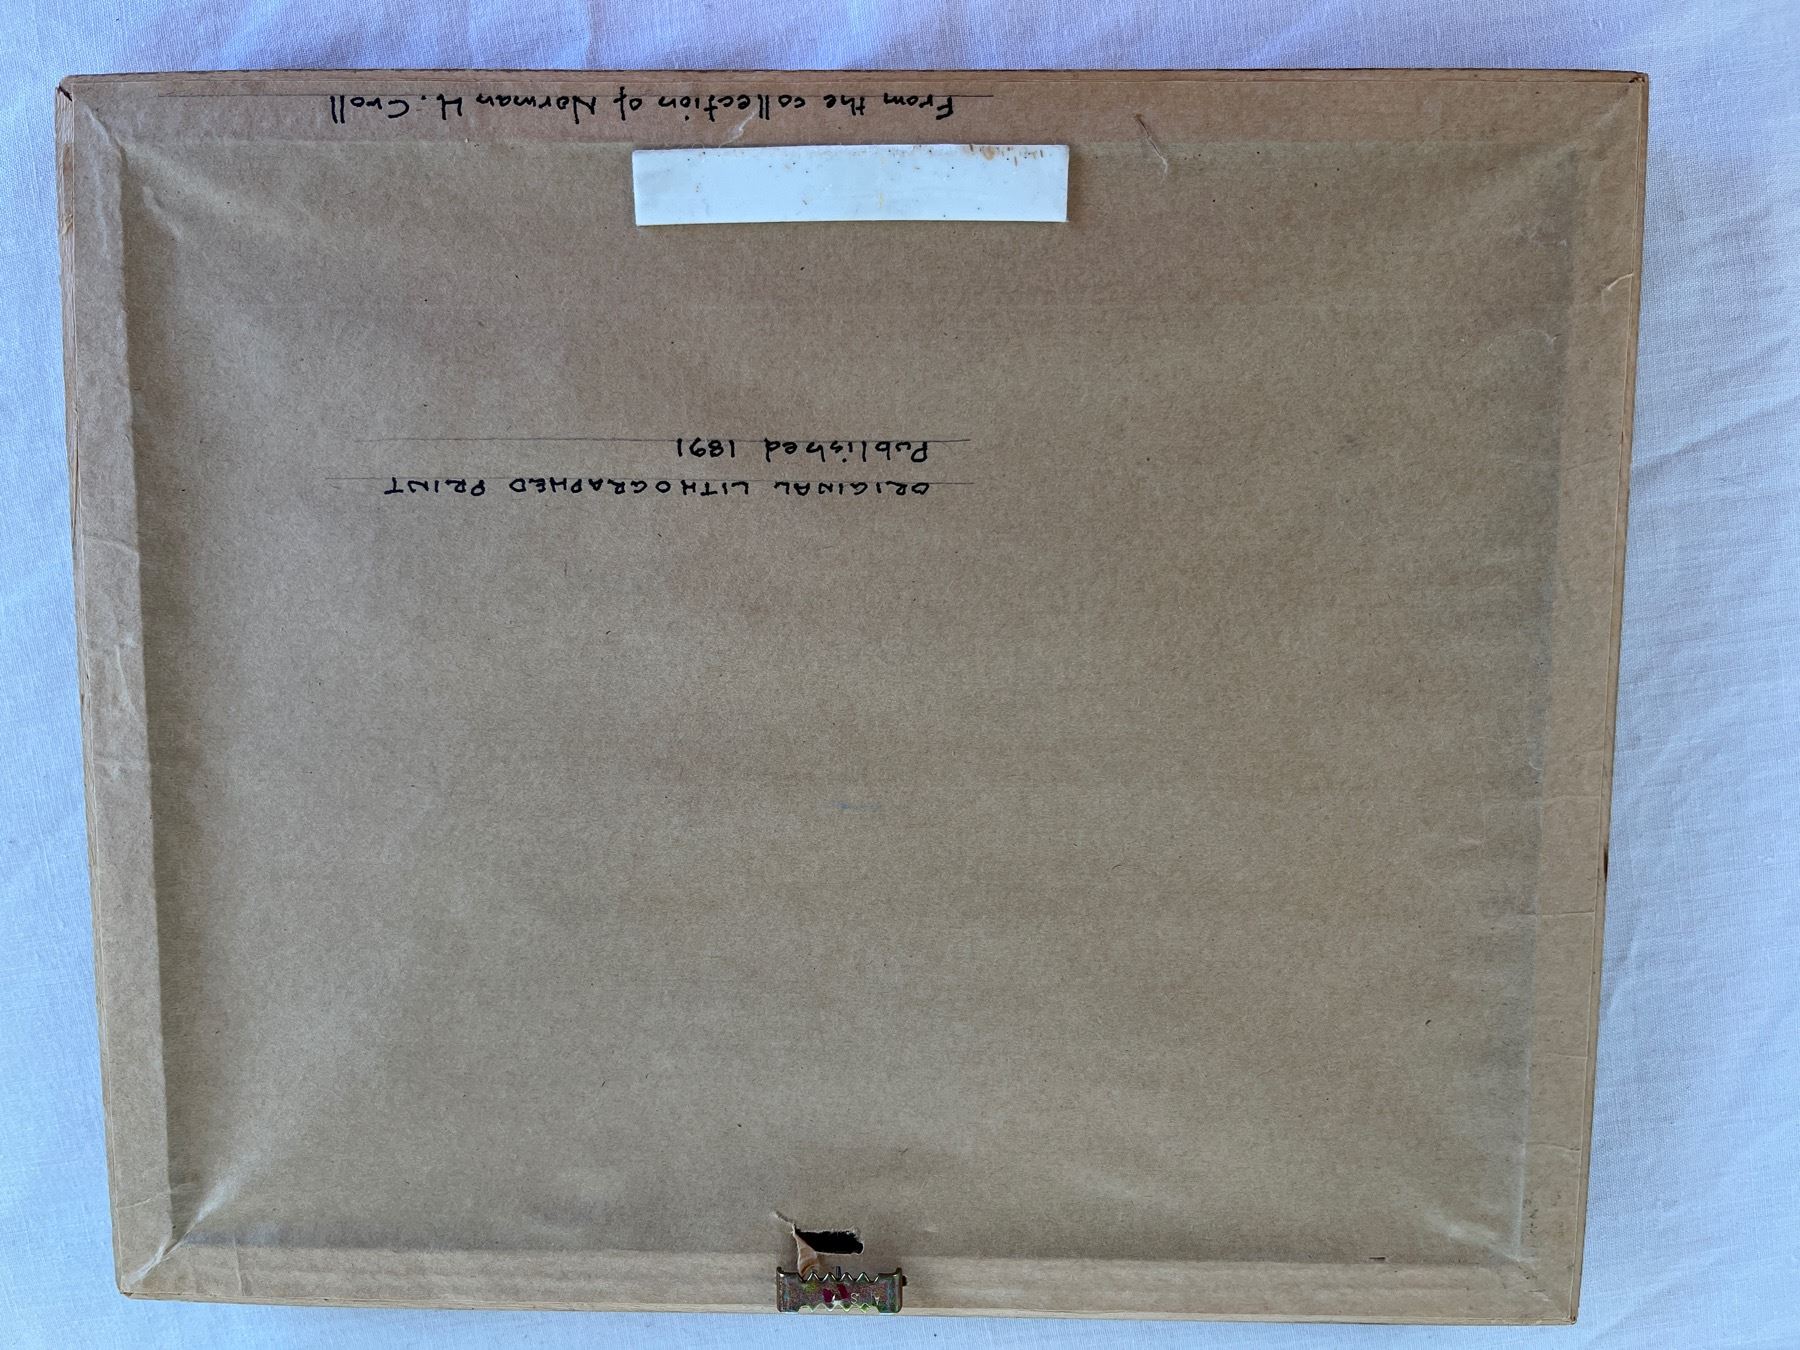 ORIGINAL LITHOGRAPHED PRINT
Published 1891
From the collection of Norman H. Croll